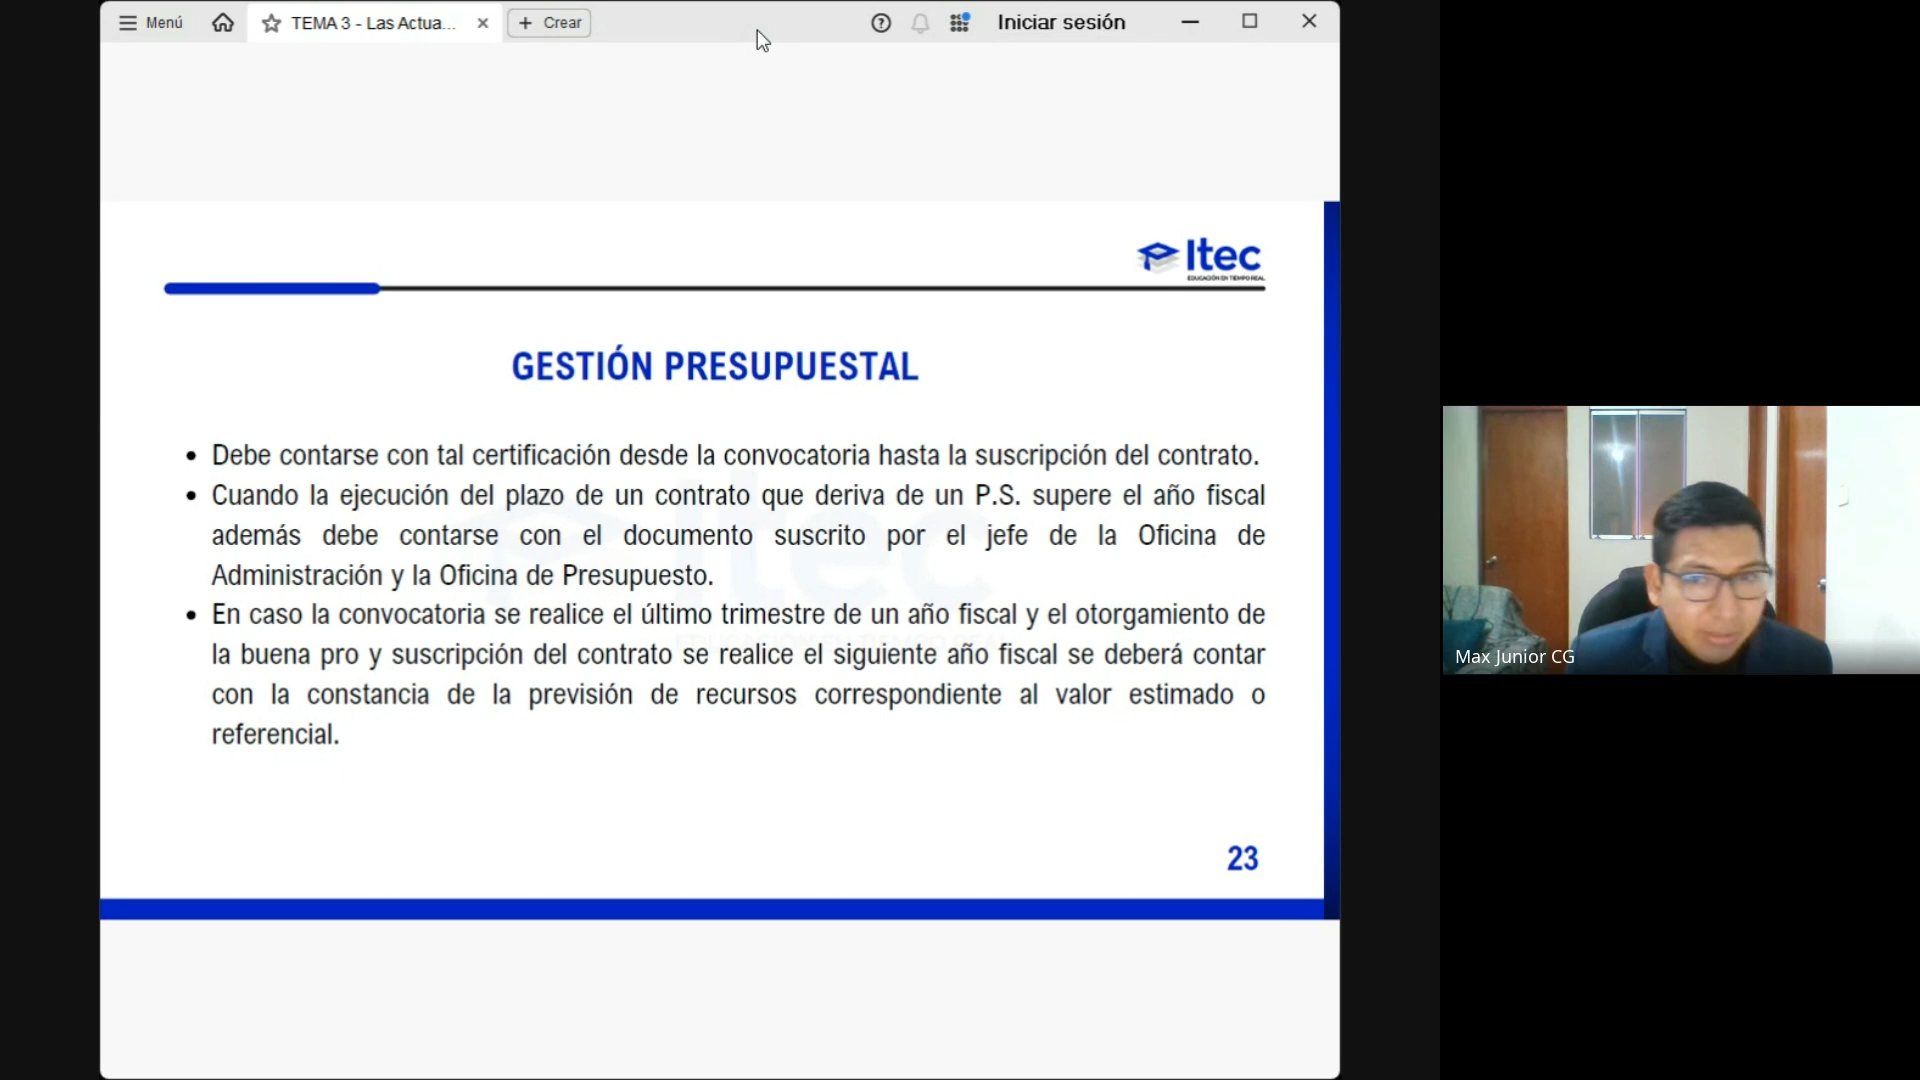 Menú
TEMA 3 - Las Actua...
Crear
Iniciar sesión
Itec
EDUCACIÓN EN TIEMPO REAL
GESTIÓN PRESUPUESTAL
• Debe contarse con tal certificación desde la convocatoria hasta la suscripción del contrato.
• Cuando la ejecución del plazo de un contrato que deriva de un P.S. supere el año fiscal
además debe contarse con el documento suscrito por el jefe de la Oficina de
Administración y la Oficina de Presupuesto.
• En caso la convocatoria se realice el último trimestre de un año fiscal y el otorgamiento de
la buena pro y suscripción del contrato se realice el siguiente año fiscal se deberá contar
con la constancia de la previsión de recursos correspondiente al valor estimado o
referencial.
23
Max Junior CG